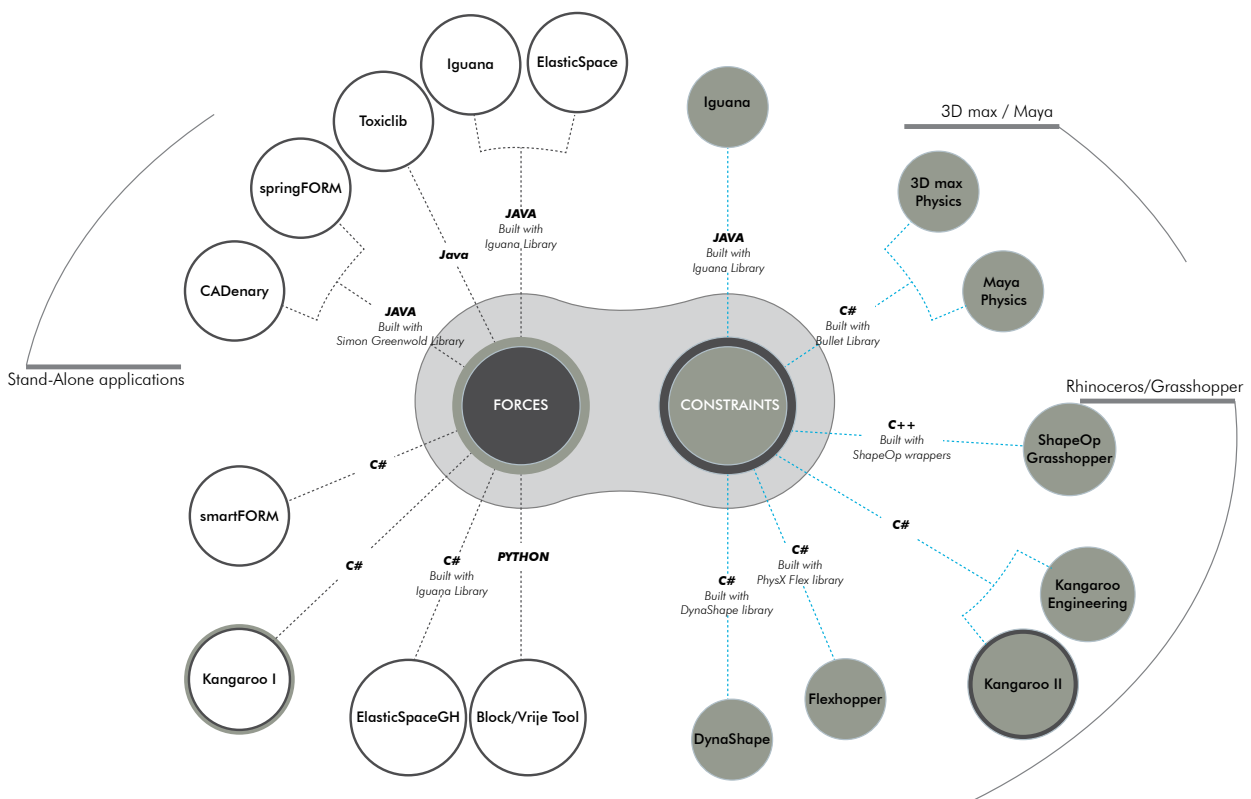 Iguana
ElasticSpace
Toxiclib
springFORM
CADenary
Iguana
3D max / Maya
3D max
Physics
Maya
Physics
JAVA
Built with
Iguana Library
Java
JAVA
Built with
Simon Greenwold Library
JAVA
Built with
Iguana Library
C#
Built with
Bullet Library
Stand-Alone applications
Rhinoceros/Grasshopper
FORCES
CONSTRAINTS
C++
Built with
ShapeOp wrappers
ShapeOp
Grasshopper
C#
smartFORM
C#
Kangaroo I
C#
Built with
Iguana Library
PYTHON
ElasticSpaceGH
Block/Vrije Tool
C#
Built with
DynaShape library
C#
Built with
PhysX Flex library
C#
Kangaroo
Engineering
Kangaroo II
Flexhopper
DynaShape